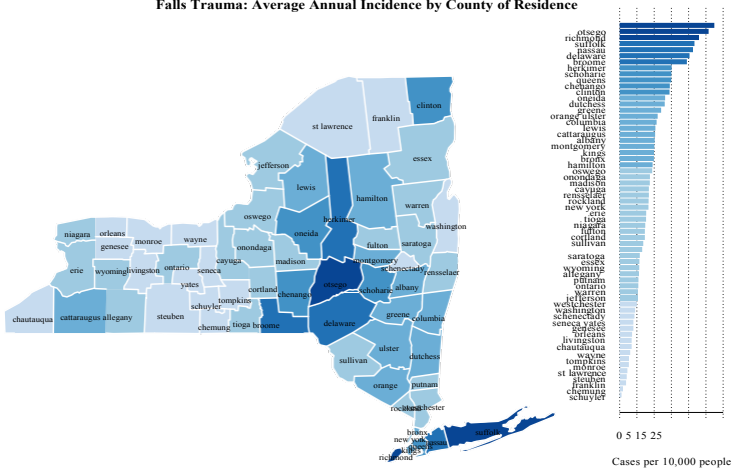 Falls Trauma: Average Annual Incidence by County of Residence
clinton
franklin
st lawrence
essex
jefferson
lewis
hamilton
warren
oswego
herkimer
washington
niagara
orleans
oneida
genesee
monroe
wayne
fulton
saratoga
onondaga
montgomery
cayuga
madison
schenectady
erie
wyoming
livingston
ontario
seneca
rensselaer
yates
otsego
schoharie
albany
cortland
chenango
tompkins
schuyler
chautauqua
cattaraugus
allegany
steuben
greene
columbia
chemung
tioga
broome
delaware
ulster
sullivan
dutchess
orange
putnam
rockland
westchester
bronx
new york
suffolk
nassau
queens
kings
richmond
otsego
richmond
suffolk
nassau
delaware
broome
herkimer
schoharie
queens
chenango
clinton
oneida
dutchess
greene
orange ulster
columbia
lewis
cattaraugus
albany
montgomery
kings
bronx
hamilton
oswego
onondaga
madison
cayuga
rensselaer
rockland
new york
erie
tioga
niagara
fulton
cortland
sullivan
saratoga
essex
wyoming
allegany
putnam
ontario
warren
jefferson
westchester
washington
schenectady
seneca yates
genesee
orleans
livingston
chautauqua
wayne
tompkins
monroe
st lawrence
steuben
franklin
chemung
schuyler
0 5 15 25
Cases per 10,000 people